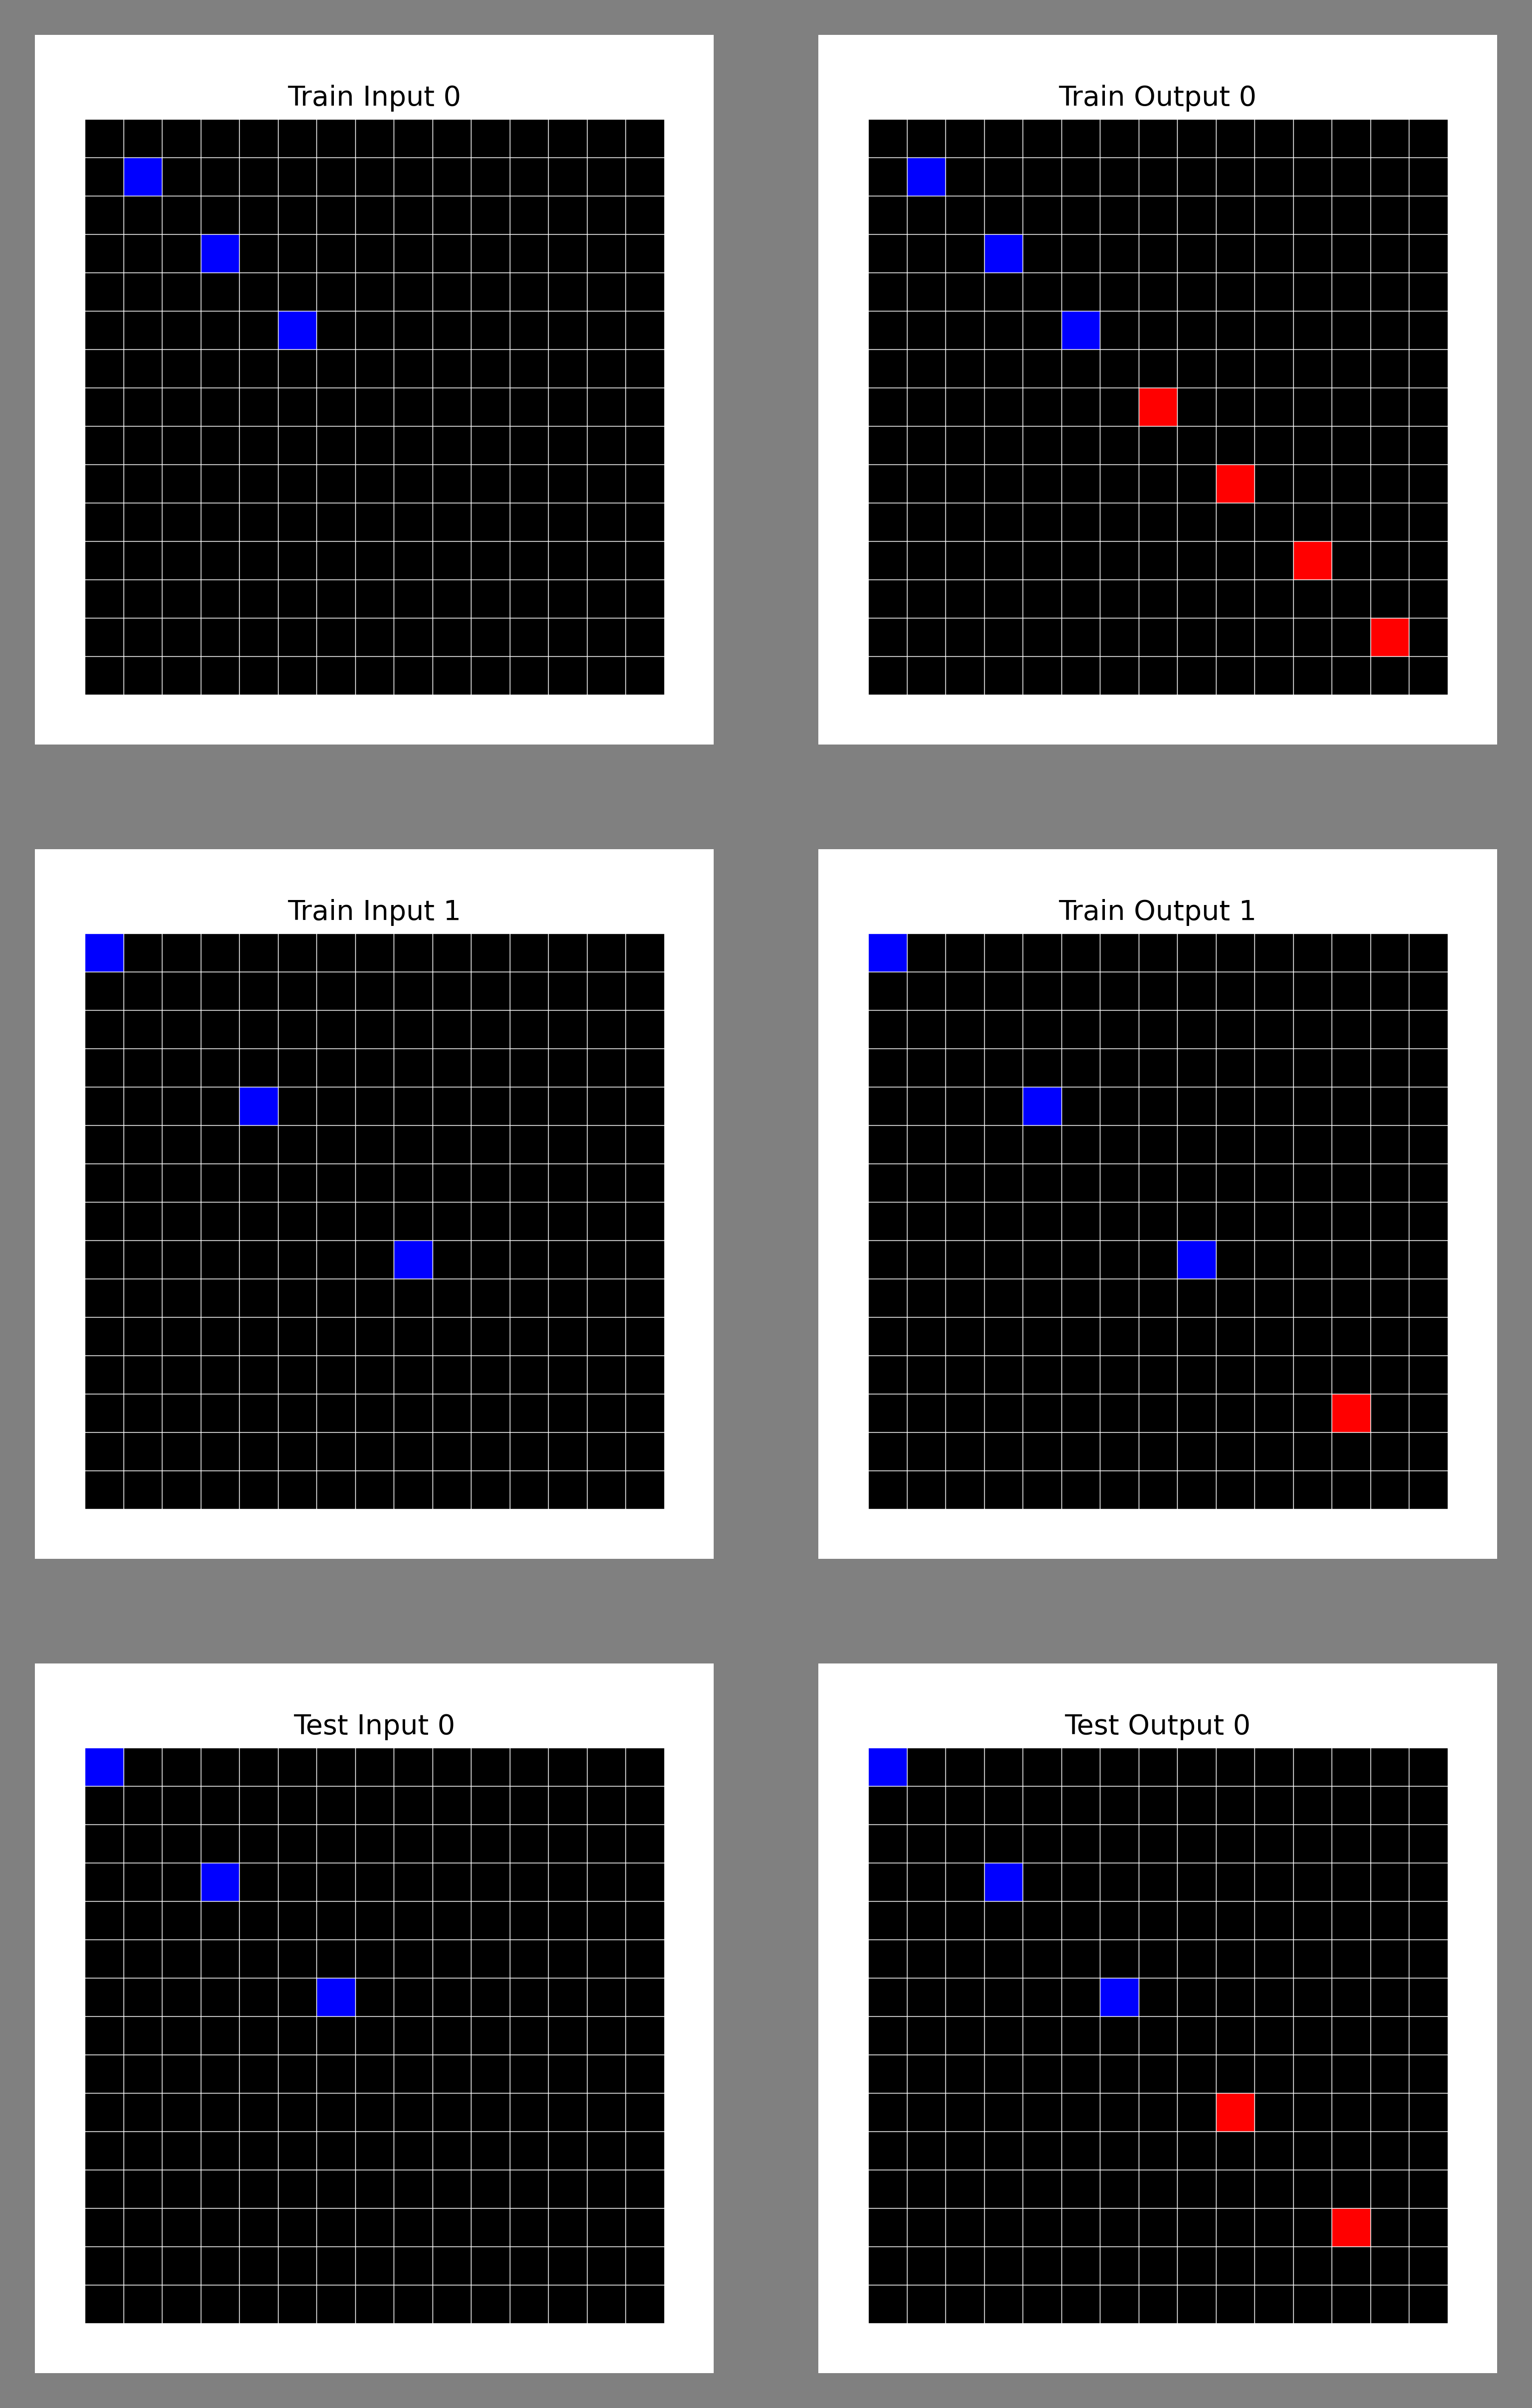 Train Input 0
Train Output 0
Train Input 1
Train Output 1
Test Input 0
Test Output 0